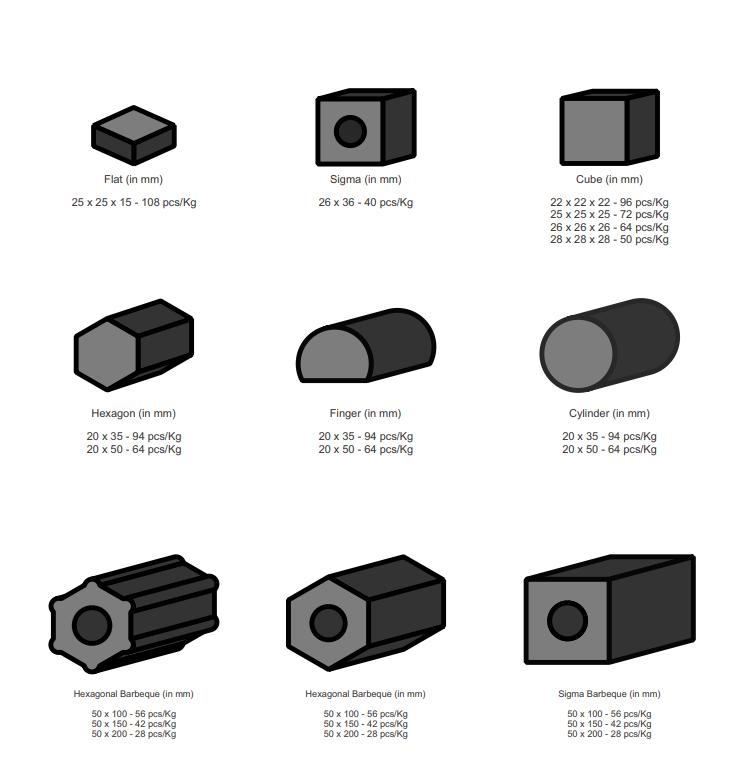 Flat (in mm)
25 x 25 x 15 - 108 pcs/Kg
Sigma (in mm)
26 x 36 - 40 pcs/Kg
Cube (in mm)
22 x 22 x 22 - 96 pcs/Kg
25 x 25 x 25 - 72 pcs/Kg
26 x 26 x 26 - 64 pcs/Kg
28 x 28 x 28 - 50 pcs/Kg
Hexagon (in mm)
20 x 35 - 94 pcs/Kg
20 x 50 - 64 pcs/Kg
Finger (in mm)
20 x 35 - 94 pcs/Kg
20 x 50 - 64 pcs/Kg
Cylinder (in mm)
20 x 35 - 94 pcs/Kg
20 x 50 - 64 pcs/Kg
Hexagonal Barbeque (in mm)
50 x 100 - 56 pcs/Kg
50 x 150 - 42 pcs/Kg
50 x 200 - 28 pcs/Kg
Hexagonal Barbeque (in mm)
50 x 100 - 56 pcs/Kg
50 x 150 - 42 pcs/Kg
50 x 200 - 28 pcs/Kg
Sigma Barbeque (in mm)
50 x 100 - 56 pcs/Kg
50 x 150 - 42 pcs/Kg
50 x 200 - 28 pcs/Kg